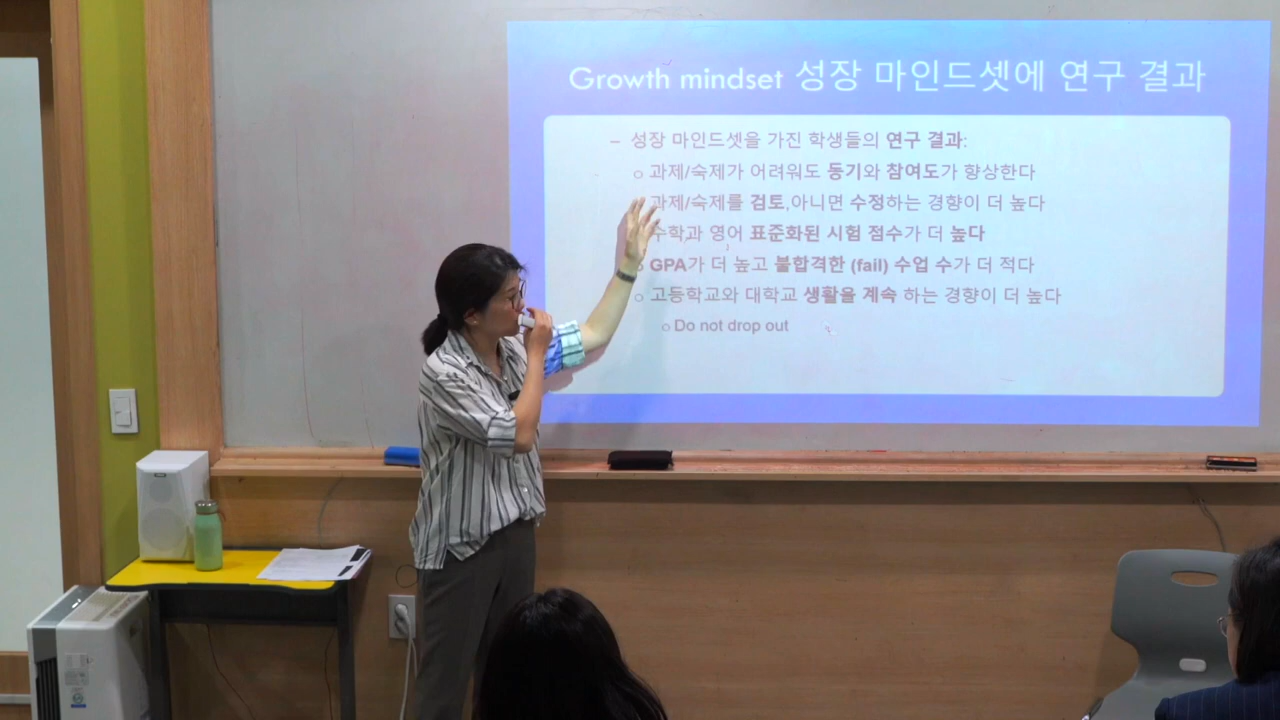 Growth mindset 성장 마인드셋에 연구 결과
– 성장 마인드셋을 가진 학생들의 연구 결과:
과제/숙제가 어려워도 동기와 참여도가 향상한다
과제/숙제를 검토,아니면 수정하는 경향이 더 높다
수학과 영어 표준화된 시험 점수가 더 높다
GPA가 더 높고 불합격한 (fail) 수업 수가 더 적다
고등학교와 대학교 생활을 계속 하는 경향이 더 높다
Do not drop out